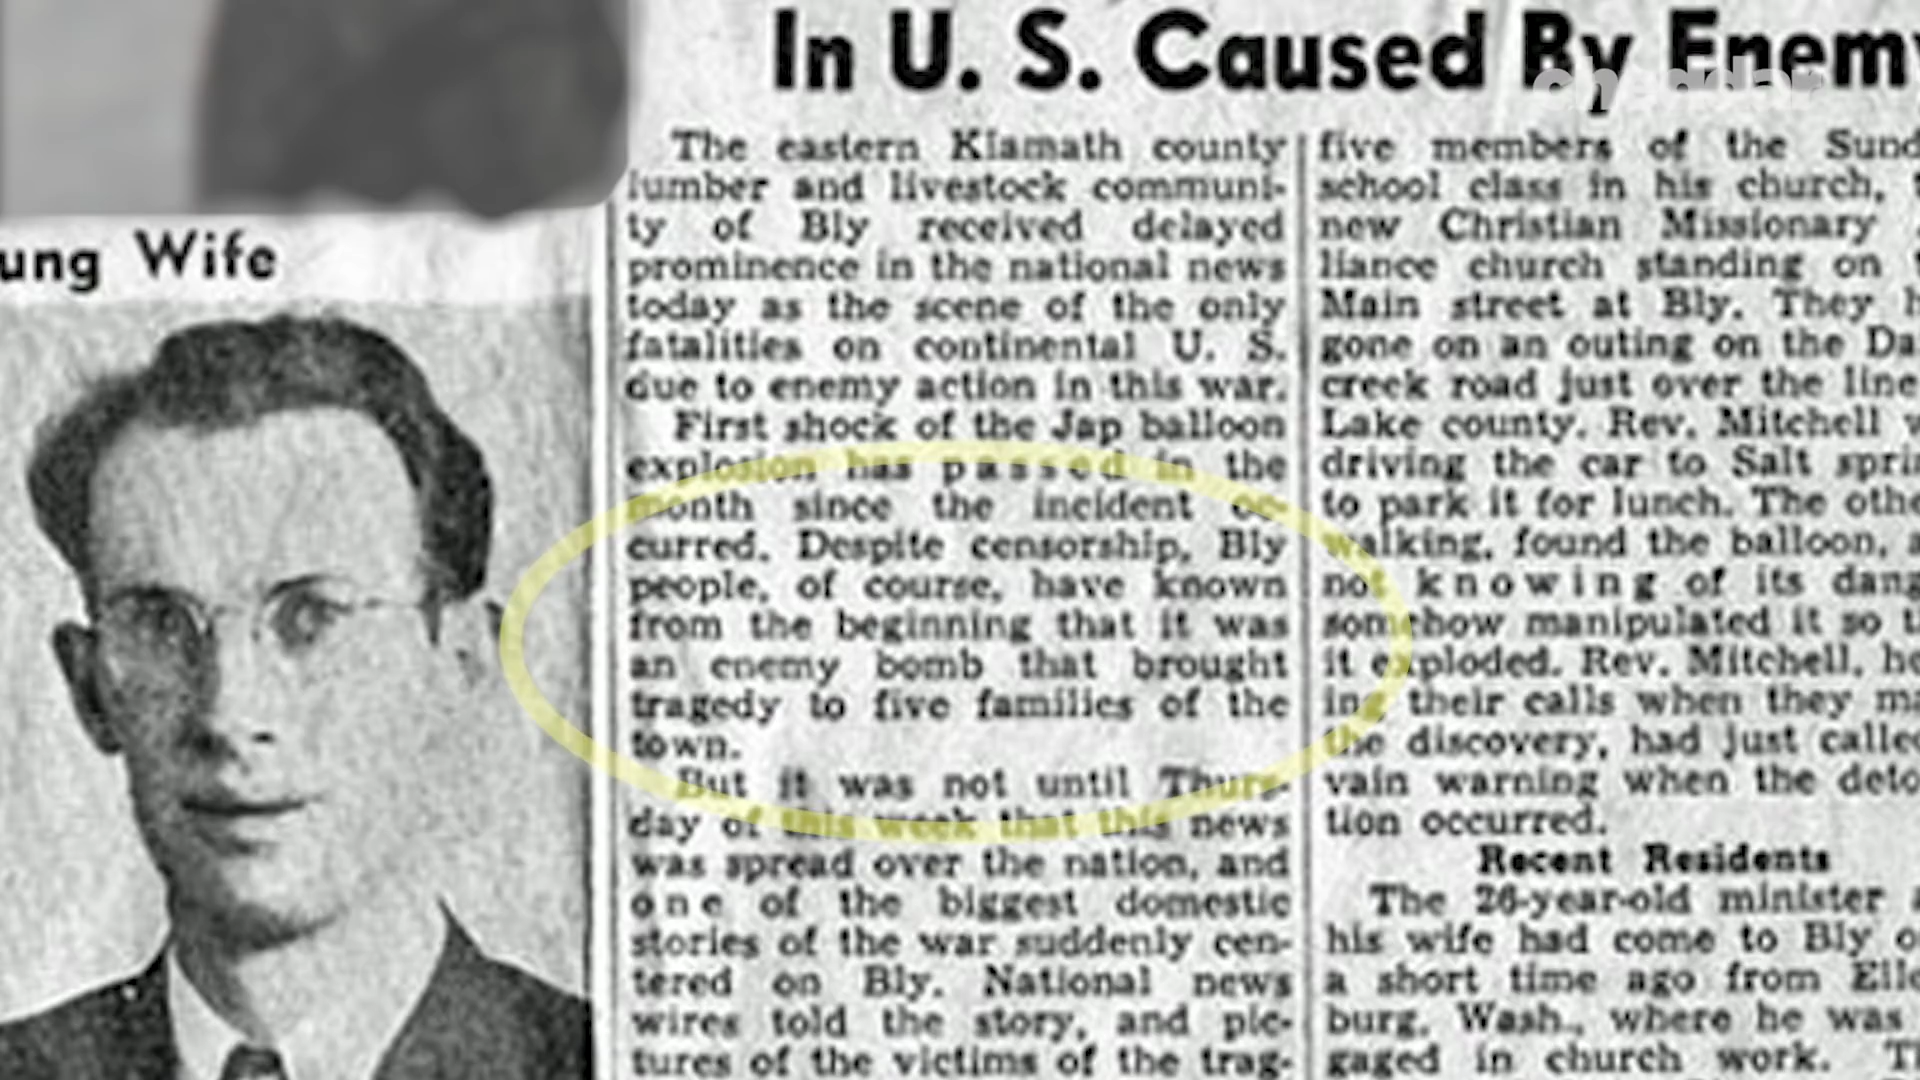 In U. S. Caused By Enemy
cheddar
ung Wife
The eastern Klamath county
lumber and livestock communi-
ty of Bly received delayed
prominence in the national news
today as the scene of the only
fatalities on continental U. S.
due to enemy action in this war.
First shock of the Jap balloon
explosion has passed in the
month since the incident oc-
curred. Despite censorship, Bly
people, of course, have known
from the beginning that it was
an enemy bomb that brought
tragedy to five families of the
town.
But it was not until Thurs-
day of this week that this news
was spread over the nation, and
one of the biggest domestic
stories of the war suddenly cen-
tered on Bly. National news
wires told the story, and pic-
tures of the victims of the trag-
five members of the Sund
school class in his church,
new Christian Missionary
liance church standing on
Main street at Bly. They h
gone on an outing on the Da
creek road just over the line
Lake county. Rev. Mitchell
driving the car to Salt spri
to park it for lunch. The othe
walking, found the balloon, a
not knowing of its dang
somehow manipulated it so t
it exploded. Rev. Mitchell, he
ing their calls when they ma
the discovery, had just calle
vain warning when the deto
tion occurred.
Recent Residents
The 26-year-old minister a
his wife had come to Bly o
a short time ago from Elle
burg, Wash., where he was
gaged in church work. T